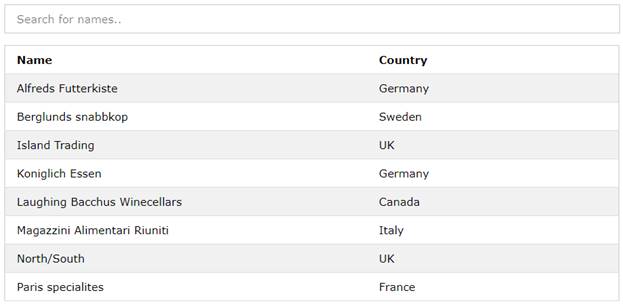 Search for names..
Name Country
Alfreds Futterkiste Germany
Berglunds snabbkop Sweden
Island Trading UK
Koniglich Essen Germany
Laughing Bacchus Winecellars Canada
Magazzini Alimentari Riuniti Italy
North/South UK
Paris specialites France